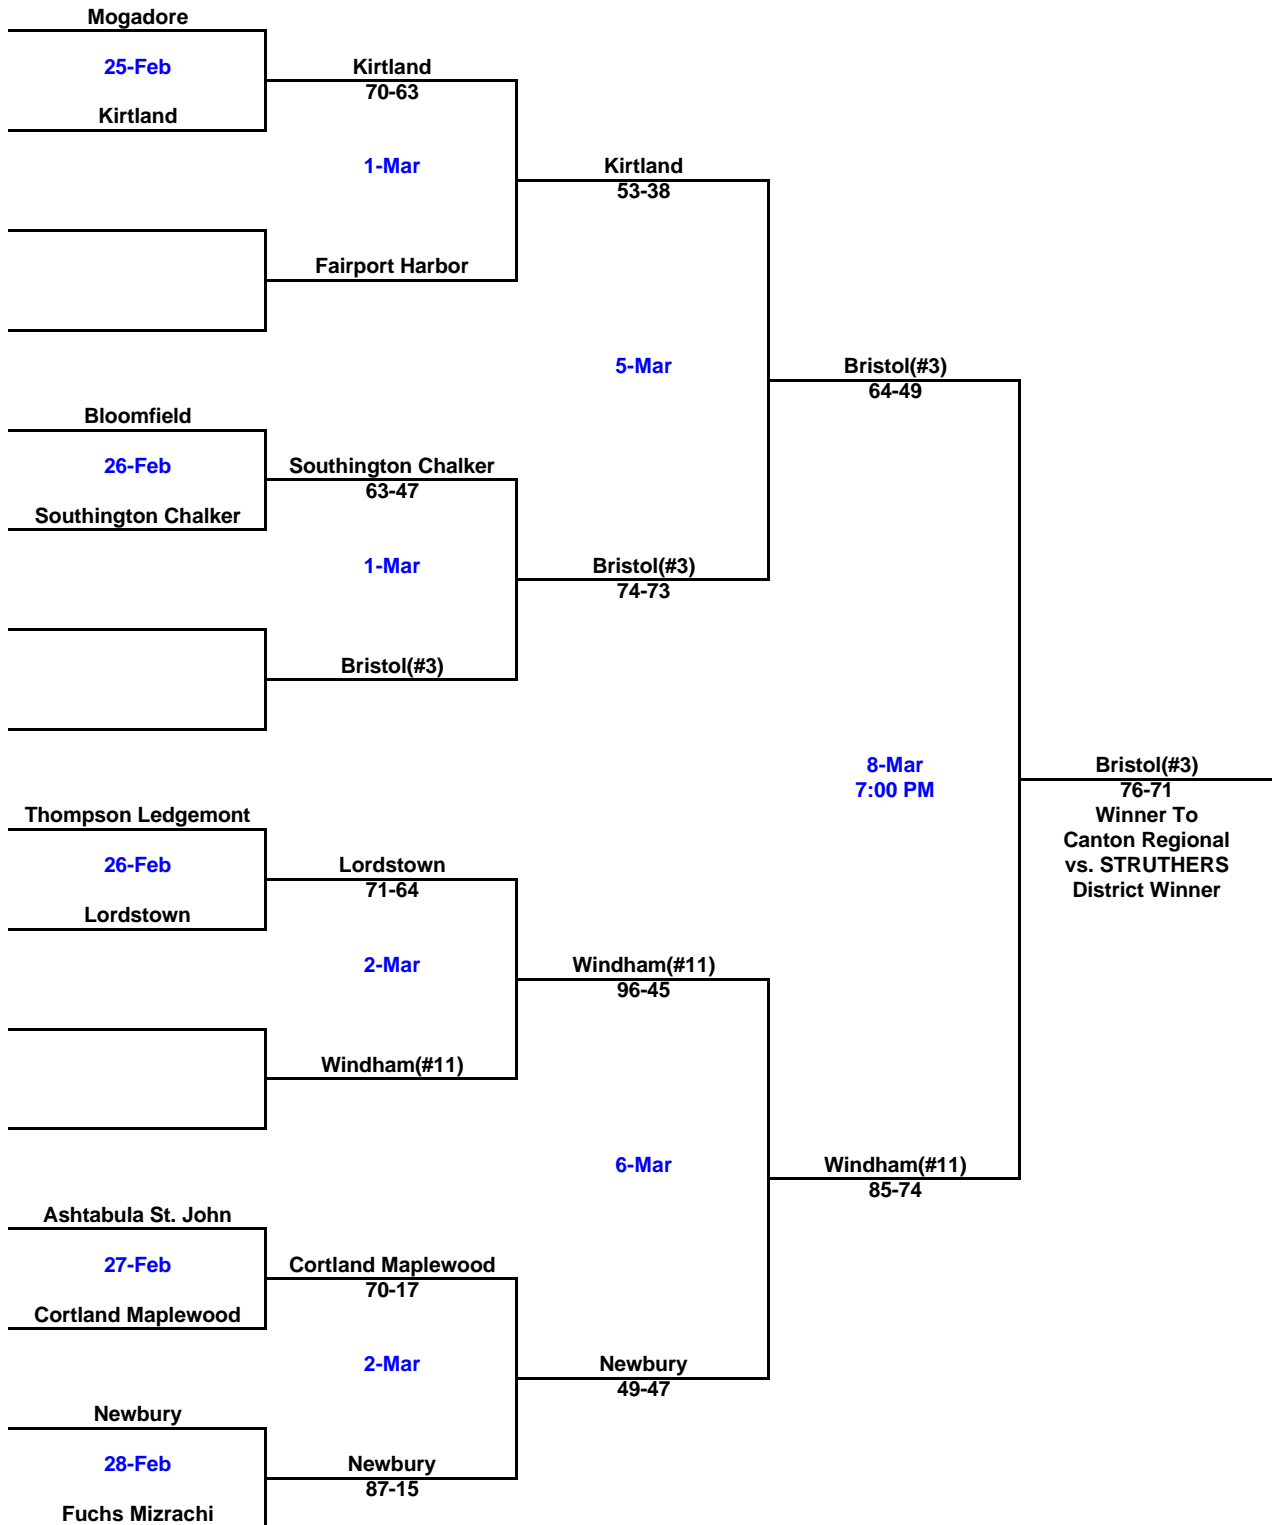 Mogadore
25-Feb
Kirtland
Kirtland
70-63
1-Mar
Kirtland
53-38
Fairport Harbor
5-Mar
Bristol(#3)
64-49
Bloomfield
26-Feb
Southington Chalker
Southington Chalker
63-47
1-Mar
Bristol(#3)
74-73
Bristol(#3)
8-Mar
7:00 PM
Bristol(#3)
76-71
Winner To
Canton Regional
vs. STRUTHERS
District Winner
Thompson Ledgemont
26-Feb
Lordstown
Lordstown
71-64
2-Mar
Windham(#11)
96-45
Windham(#11)
6-Mar
Windham(#11)
85-74
Ashtabula St. John
27-Feb
Cortland Maplewood
Cortland Maplewood
70-17
2-Mar
Newbury
49-47
Newbury
28-Feb
Newbury
87-15
Fuchs Mizrachi